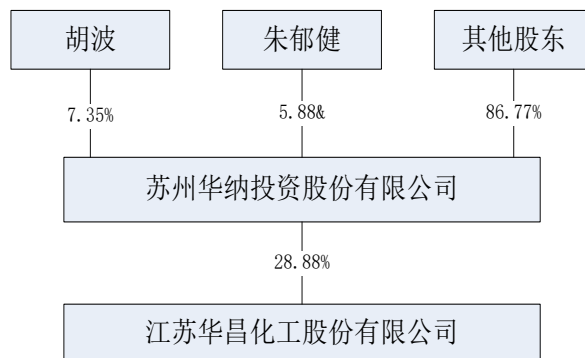 胡波
朱郁健
其他股东
7.35%
5.88&
86.77%
苏州华纳投资股份有限公司
28.88%
江苏华昌化工股份有限公司